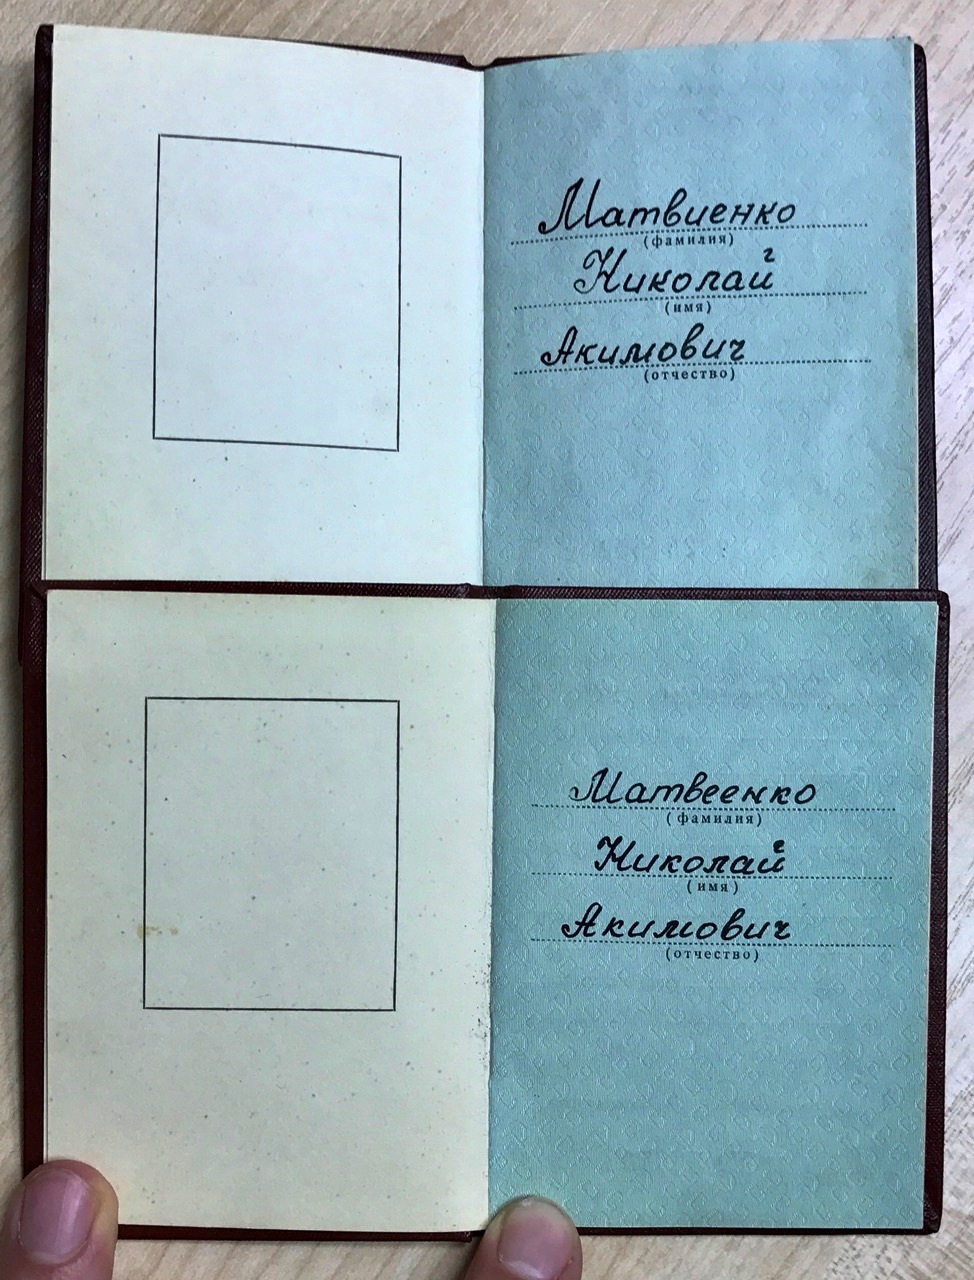 Матвиенко
(фамилия)
Николай
(имя)
Акимович
(отчество)
Матвеенко
(фамилия)
Николай
(имя)
Акимович
(отчество)